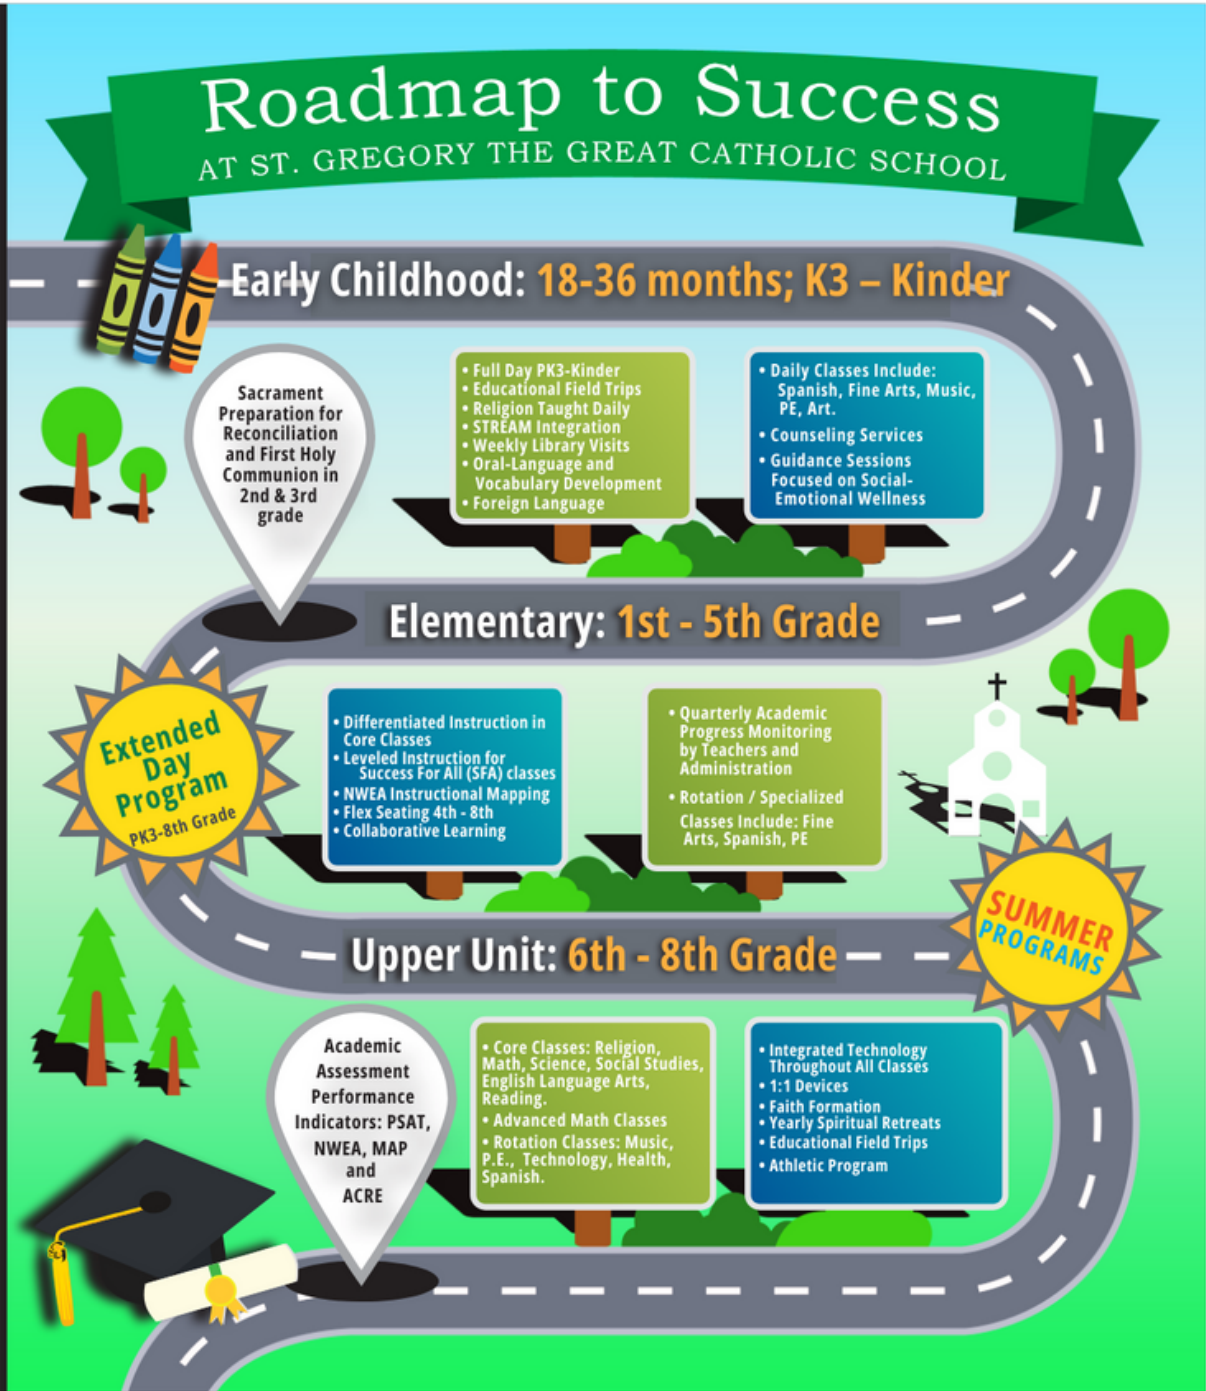 Roadmap to Success
AT ST. GREGORY THE GREAT CATHOLIC SCHOOL
Early Childhood: 18-36 months; K3 – Kinder
Sacrament
Preparation for
Reconciliation
and First Holy
Communion in
2nd & 3rd
grade
• Full Day PK3-Kinder
• Educational Field Trips
• Religion Taught Daily
• STREAM Integration
• Weekly Library Visits
• Oral-Language and
Vocabulary Development
• Foreign Language
• Daily Classes Include:
Spanish, Fine Arts, Music,
PE, Art.
• Counseling Services
• Guidance Sessions
Focused on Social-
Emotional Wellness
Elementary: 1st - 5th Grade
Extended
Day
Program
PK3-8th Grade
• Differentiated Instruction in
Core Classes
• Leveled Instruction for
Success For All (SFA) classes
• NWEA Instructional Mapping
• Flex Seating 4th - 8th
• Collaborative Learning
• Quarterly Academic
Progress Monitoring
by Teachers and
Administration
• Rotation / Specialized
Classes Include: Fine
Arts, Spanish, PE
SUMMER
PROGRAMS
Upper Unit: 6th - 8th Grade
Academic
Assessment
Performance
Indicators: PSAT,
NWEA, MAP
and
ACRE
• Core Classes: Religion,
Math, Science, Social Studies,
English Language Arts,
Reading.
• Advanced Math Classes
• Rotation Classes: Music,
P.E., Technology, Health,
Spanish.
• Integrated Technology
Throughout All Classes
• 1:1 Devices
• Faith Formation
• Yearly Spiritual Retreats
• Educational Field Trips
• Athletic Program